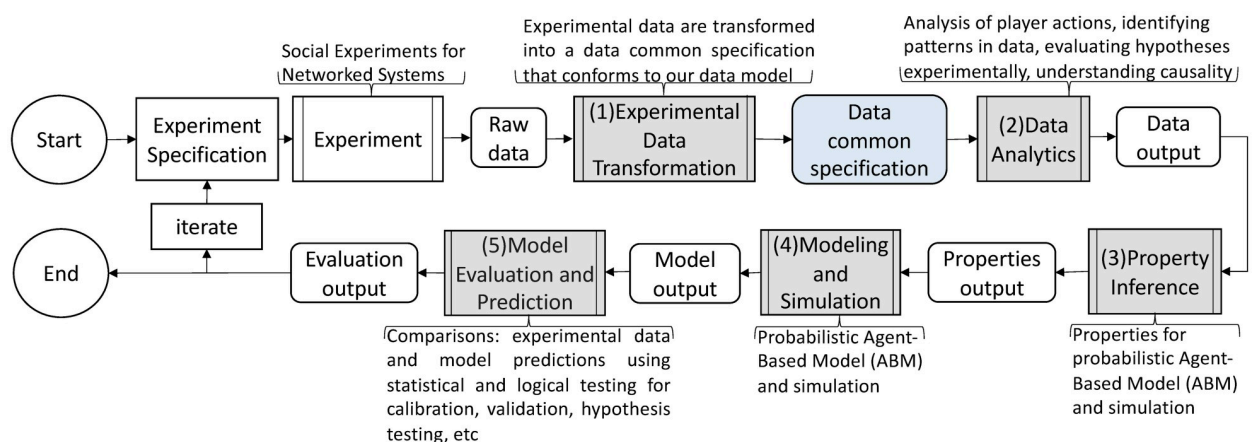 Social Experiments for
Networked Systems
Experimental data are transformed
into a data common specification
that conforms to our data model
Analysis of player actions, identifying
patterns in data, evaluating hypotheses
experimentally, understanding causality
Start
Experiment
Specification
Experiment
Raw
data
(1)Experimental
Data
Transformation
Data
common
specification
(2)Data
Analytics
Data
output
iterate
End
Evaluation
output
(5)Model
Evaluation and
Prediction
Model
output
(4)Modeling
and
Simulation
Properties
output
(3)Property
Inference
Comparisons: experimental data
and model predictions using
statistical and logical testing for
calibration, validation, hypothesis
testing, etc
Probabilistic Agent-
Based Model (ABM)
and simulation
Properties for
probabilistic Agent-
Based Model (ABM)
and simulation